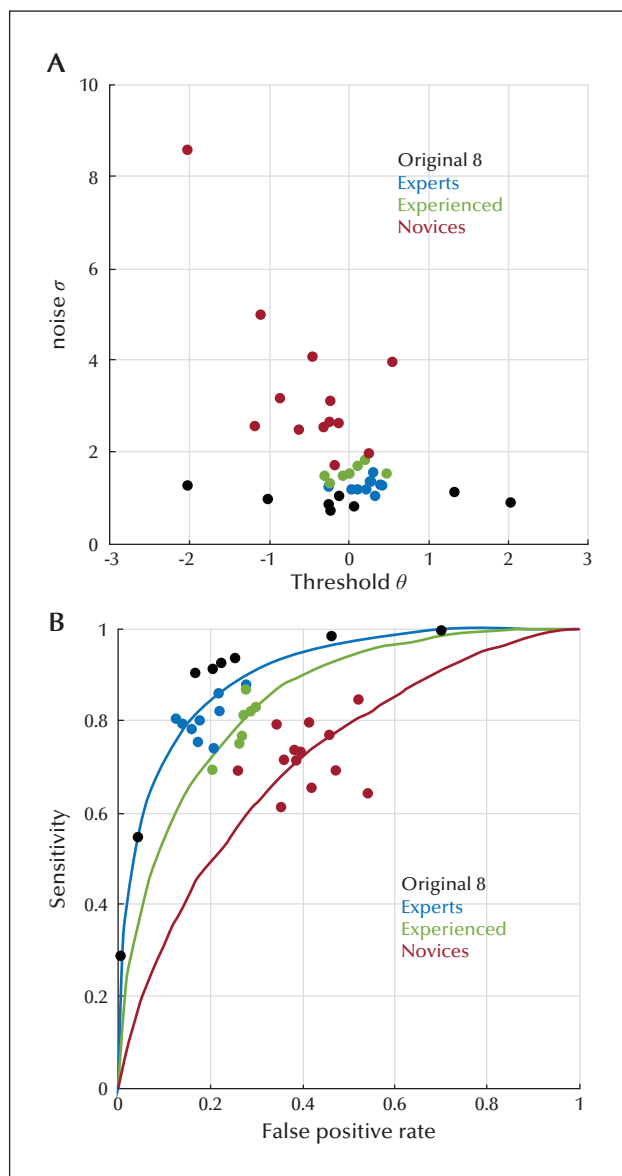 A
10
8
6
4
2
0
noise σ
Original 8
Experts
Experienced
Novices
-3
-2
-1
0
1
2
3
Threshold θ
B
1
0.8
0.6
0.4
0.2
0
Sensitivity
Original 8
Experts
Experienced
Novices
0
0.2
0.4
0.6
0.8
1
False positive rate